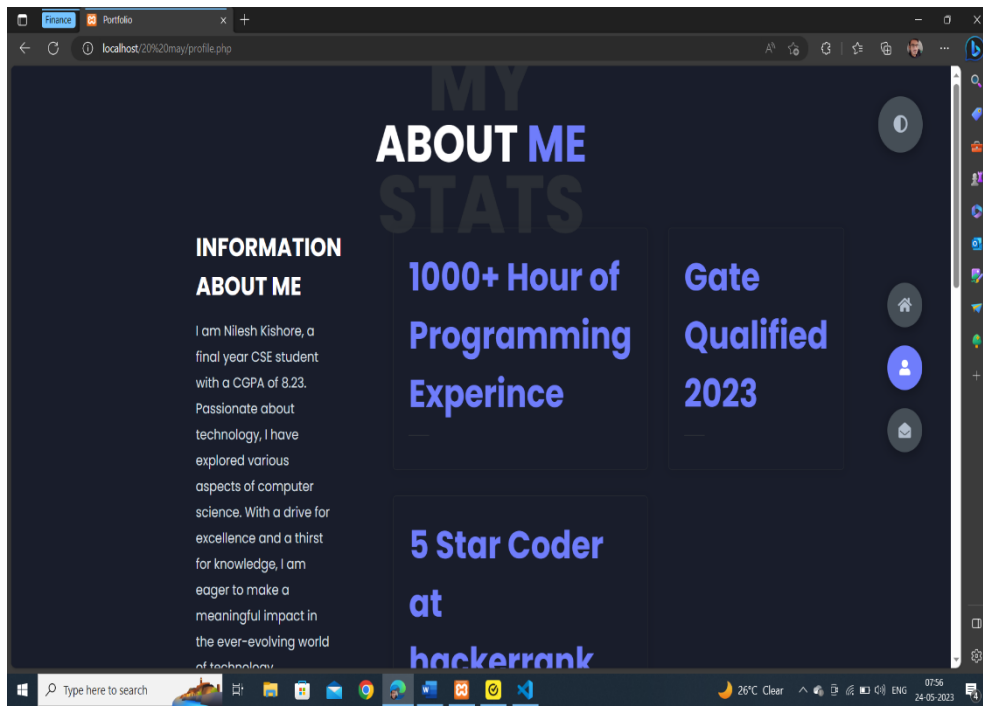 Finance
Portfolio
localhost/20%20may/profile.php
MY
ABOUT ME
STATS
INFORMATION
ABOUT ME
I am Nilesh Kishore, a
final year CSE student
with a CGPA of 8.23.
Passionate about
technology, I have
explored various
aspects of computer
science. With a drive for
excellence and a thirst
for knowledge, I am
eager to make a
meaningful impact in
the ever-evolving world
of technology
1000+ Hour of
Programming
Experince
Gate
Qualified
2023
5 Star Coder
at
hackerrank
Type here to search
26°C Clear
ENG
07:56
24-05-2023
4